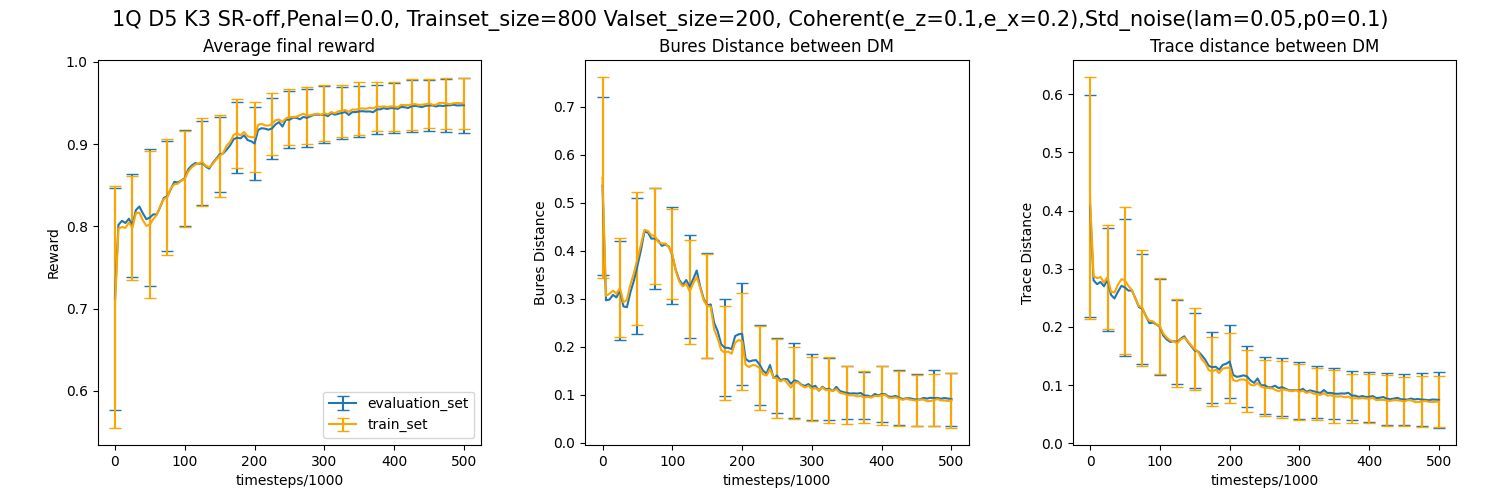 1Q D5 K3 SR-off,Penal=0.0, Trainset_size=800 Valset_size=200, Coherent(e_z=0.1,e_x=0.2),Std_noise(lam=0.05,p0=0.1)
Average final reward
1.0
0.9
0.8
0.7
0.6
Reward
0 100 200 300 400 500
timesteps/1000
evaluation_set
train_set
Bures Distance between DM
0.7
0.6
0.5
0.4
0.3
0.2
0.1
0.0
Bures Distance
0 100 200 300 400 500
timesteps/1000
Trace distance between DM
0.6
0.5
0.4
0.3
0.2
0.1
0.0
Trace Distance
0 100 200 300 400 500
timesteps/1000